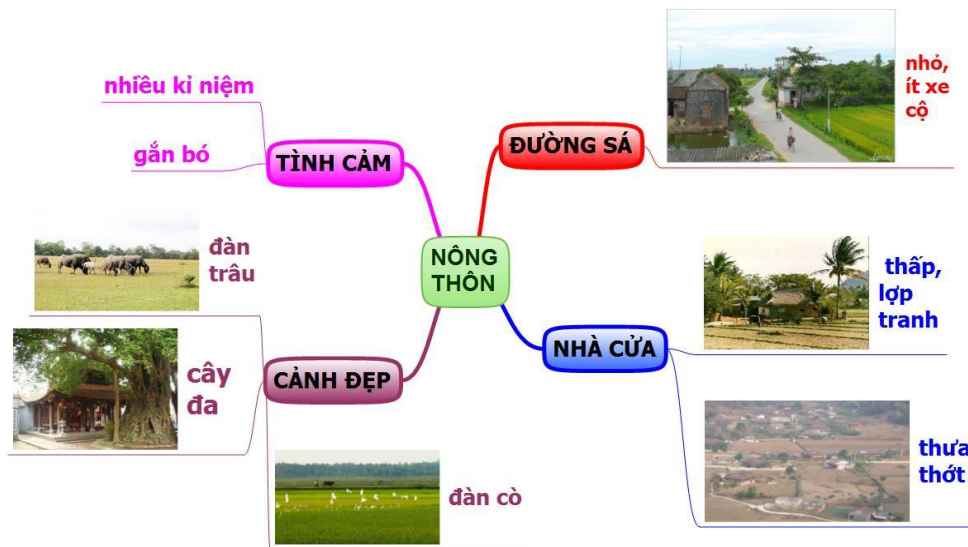 nhiều kỉ niệm
gắn bó
TÌNH CẢM
ĐƯỜNG SÁ
nhỏ,
ít xe
cộ
NÔNG
THÔN
đàn
trâu
cây
đa
CẢNH ĐẸP
đàn cò
NHÀ CỬA
thấp,
lợp
tranh
thưa
thớt